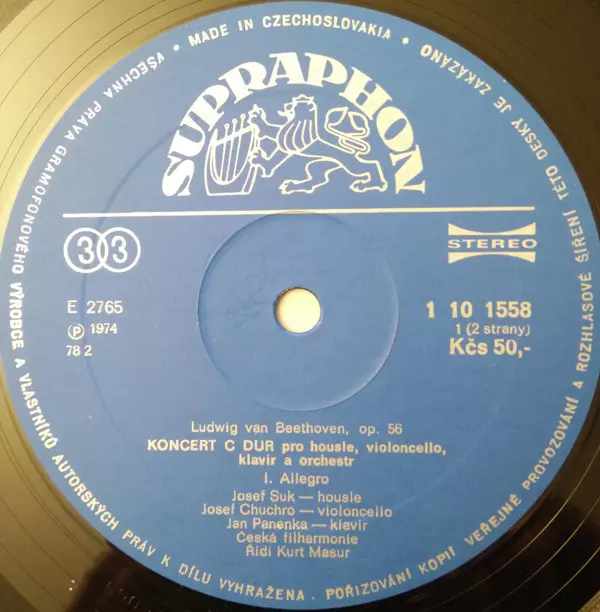 MADE IN CZECHOSLOVAKIA •
SUPRAPHON
33
STEREO
E 2765
Ⓟ 1974
78 2
1 10 1558
1 (2 strany)
Kčs 50,-
Ludwig van Beethoven, op. 56
KONCERT C DUR pro housle, violoncello,
klavír a orchestr
I. Allegro
Josef Suk — housle
Josef Chuchro — violoncello
Jan Panenka — klavír
Česká filharmonie
Řídí Kurt Masur
VŠECHNA PRÁVA GRAMOFONOVÉHO VÝROBCE A VLASTNÍKŮ AUTORSKÝCH PRÁV K DÍLU VYHRAŽENA. POŘIZOVÁNÍ KOPIÍ VEŘEJNÉ PROVOZOVÁNÍ A ROZHLASOVÉ ŠÍŘENÍ TÉTO DESKY JE ZAKÁZÁNO •